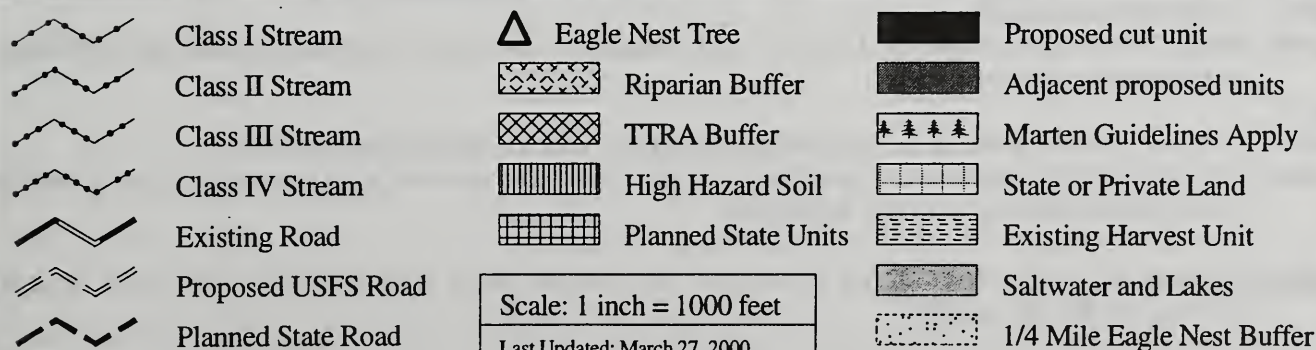 Class I Stream
Class II Stream
Class III Stream
Class IV Stream
Existing Road
Proposed USFS Road
Planned State Road
Eagle Nest Tree
Riparian Buffer
TTRA Buffer
High Hazard Soil
Planned State Units
Scale: 1 inch = 1000 feet
Last Updated: March 27, 2000
Proposed cut unit
Adjacent proposed units
Marten Guidelines Apply
State or Private Land
Existing Harvest Unit
Saltwater and Lakes
1/4 Mile Eagle Nest Buffer